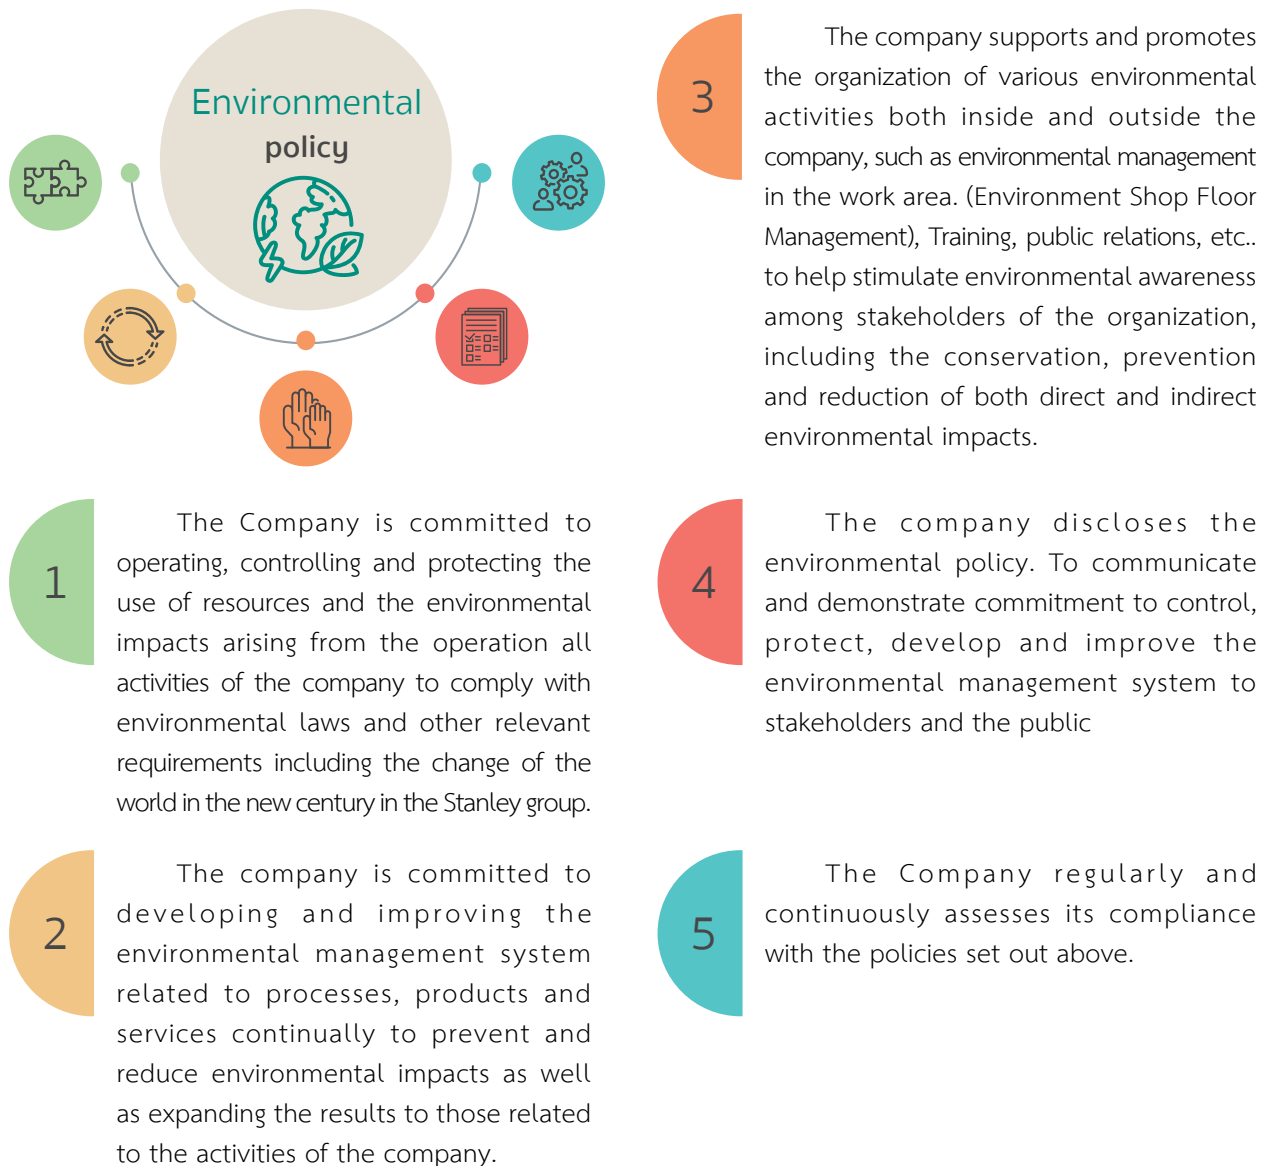 Environmental
policy
1
The Company is committed to
operating, controlling and protecting the
use of resources and the environmental
impacts arising from the operation all
activities of the company to comply with
environmental laws and other relevant
requirements including the change of the
world in the new century in the Stanley group.
2
The company is committed to
developing and improving the
environmental management system
related to processes, products and
services continually to prevent and
reduce environmental impacts as well
as expanding the results to those related
to the activities of the company.
3
The company supports and promotes
the organization of various environmental
activities both inside and outside the
company, such as environmental management
in the work area. (Environment Shop Floor
Management), Training, public relations, etc..
to help stimulate environmental awareness
among stakeholders of the organization,
including the conservation, prevention
and reduction of both direct and indirect
environmental impacts.
4
The company discloses the
environmental policy. To communicate
and demonstrate commitment to control,
protect, develop and improve the
environmental management system to
stakeholders and the public
5
The Company regularly and
continuously assesses its compliance
with the policies set out above.